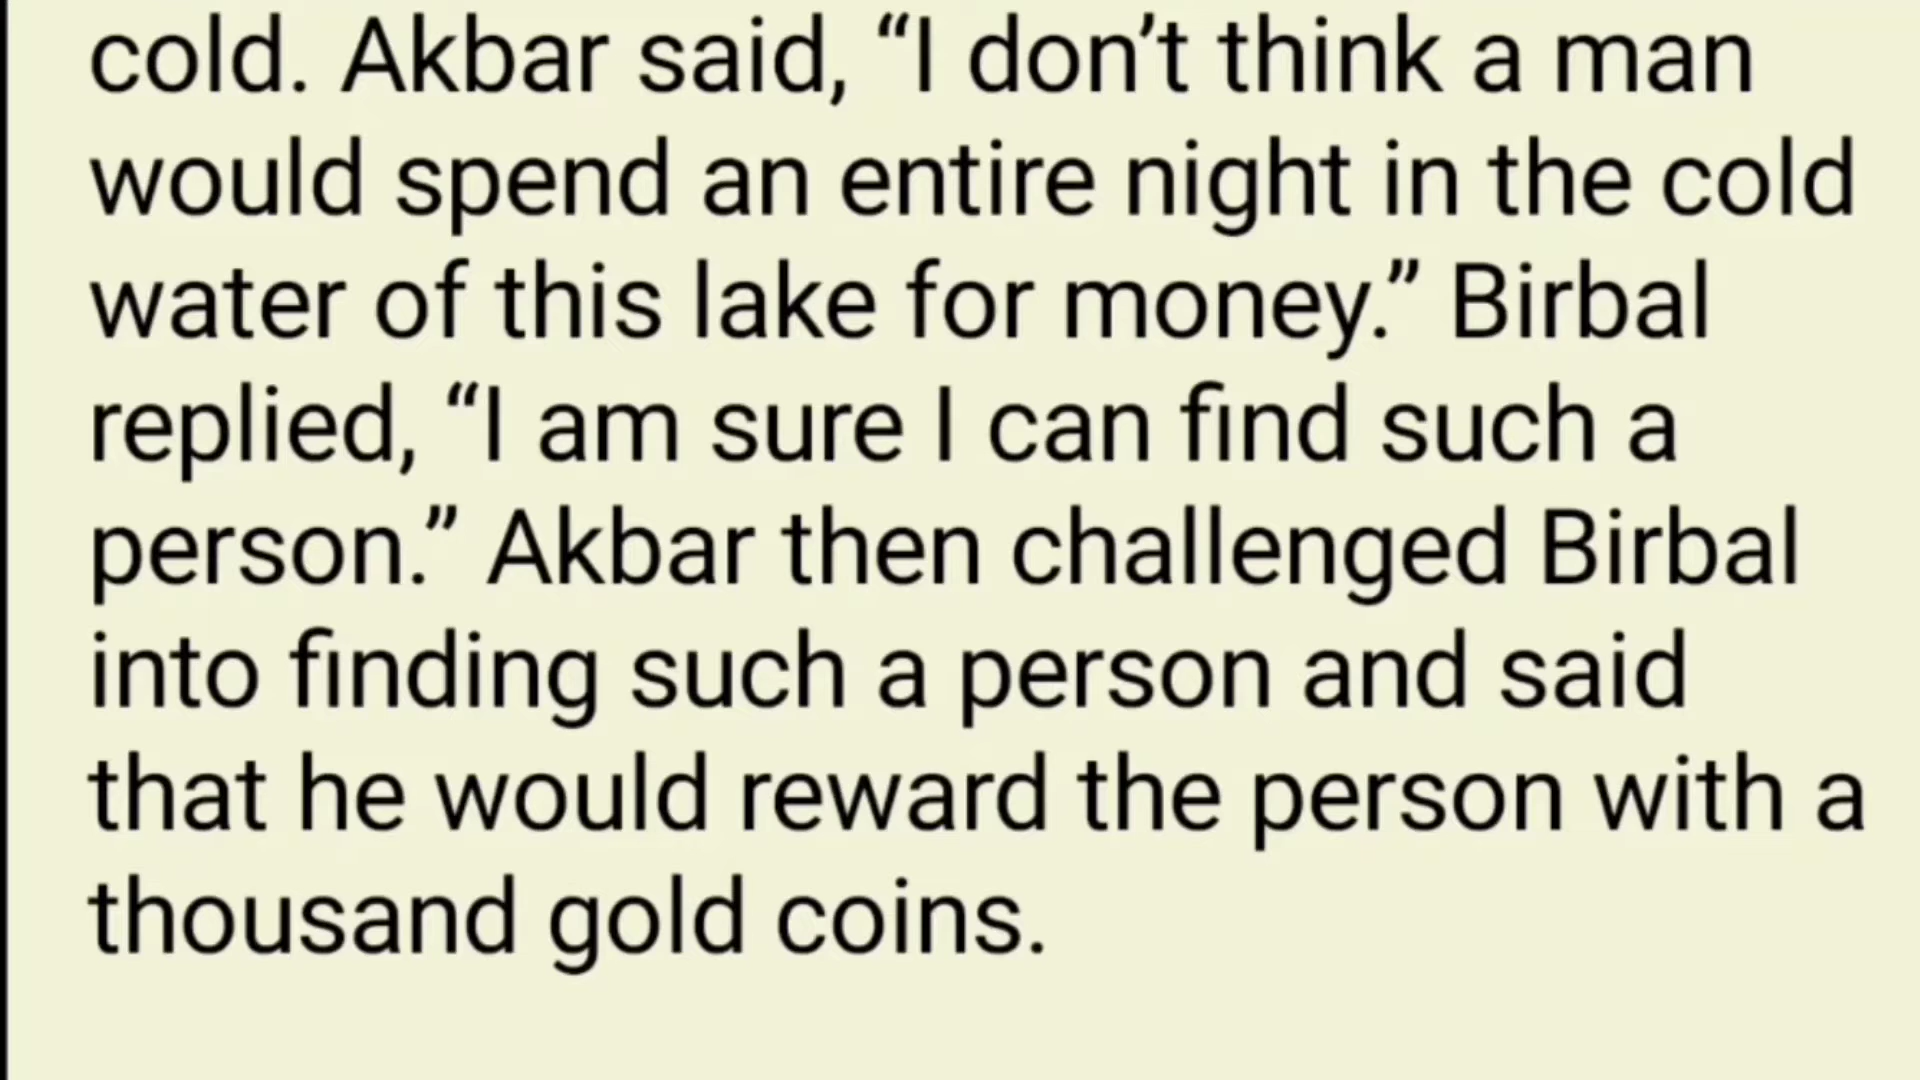 cold. Akbar said, “I don’t think a man
would spend an entire night in the cold
water of this lake for money.” Birbal
replied, “I am sure I can find such a
person.” Akbar then challenged Birbal
into finding such a person and said
that he would reward the person with a
thousand gold coins.